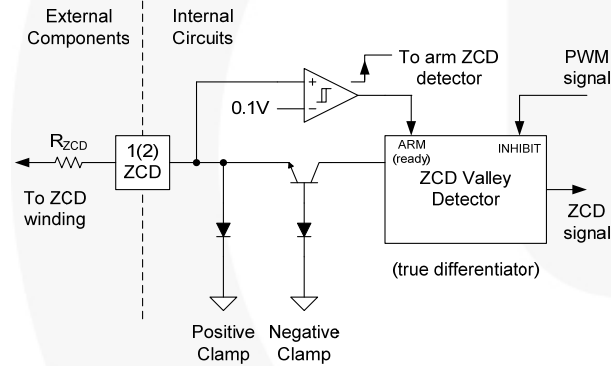 External
Components
Internal
Circuits
To arm ZCD
detector
PWM
signal
+
0.1V
−
RZCD
1(2)
ZCD
ARM
(ready)
INHIBIT
ZCD Valley
Detector
To ZCD
winding
ZCD
signal
(true differentiator)
Positive
Clamp
Negative
Clamp